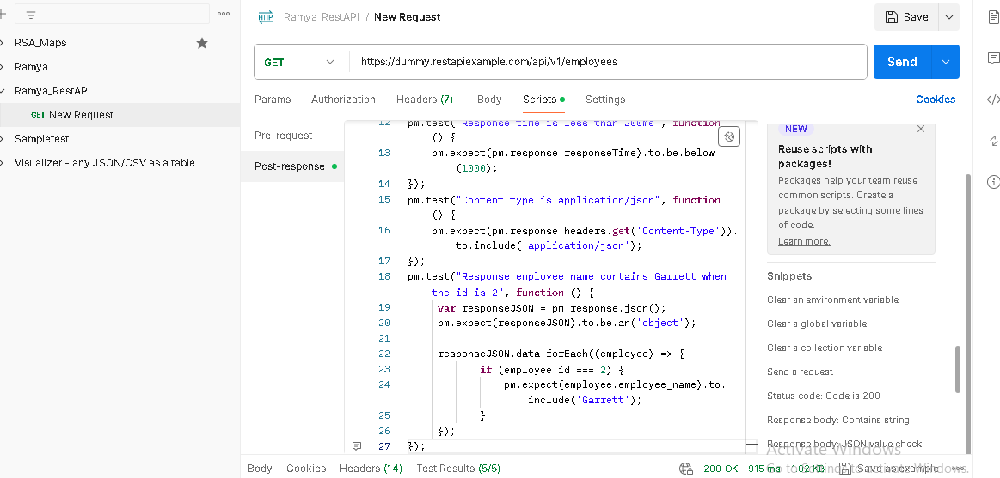 Ramya_RestAPI / New Request
Save
RSA_Maps
Ramya
Ramya_RestAPI
GET New Request
Sampletest
Visualizer - any JSON/CSV as a table
HTTP
GET
https://dummy.restapiexample.com/api/v1/employees
Send
Params Authorization Headers (7) Body Scripts Settings
Cookies
Pre-request
Post-response
12 pm.test("Response time is less than 200ms", function
() {
13 pm.expect(pm.response.responseTime).to.be.below
(1000);
14 });
15 pm.test("Content type is application/json", function
() {
16 pm.expect(pm.response.headers.get('Content-Type')).
to.include('application/json');
17 });
18 pm.test("Response employee_name contains Garrett when
the id is 2", function () {
19 var responseJSON = pm.response.json();
20 pm.expect(responseJSON).to.be.an('object');
21
22 responseJSON.data.forEach((employee) => {
23 if (employee.id === 2) {
24 pm.expect(employee.employee_name).to.
include('Garrett');
25 }
26 });
27 });
NEW
Reuse scripts with
packages!
Packages help your team reuse
common scripts. Create a
package by selecting some lines
of code.
Learn more.
Snippets
Clear an environment variable
Clear a global variable
Clear a collection variable
Send a request
Status code: Code is 200
Response body: Contains string
Response body: JSON value check
Activate Windows
Go to Settings to activate Windows.
Body Cookies Headers (14) Test Results (5/5)
200 OK 915 ms 1.02 KB Save as example